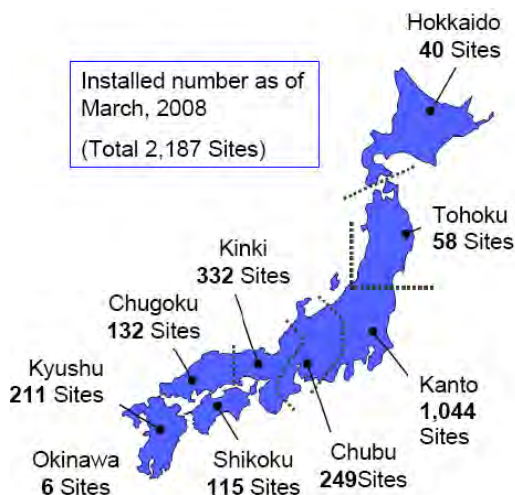 Hokkaido
40 Sites
Installed number as of
March, 2008
(Total 2,187 Sites)
Tohoku
58 Sites
Kinki
332 Sites
Chugoku
132 Sites
Kyushu
211 Sites
Kanto
1,044
Sites
Okinawa
6 Sites
Shikoku
115 Sites
Chubu
249Sites